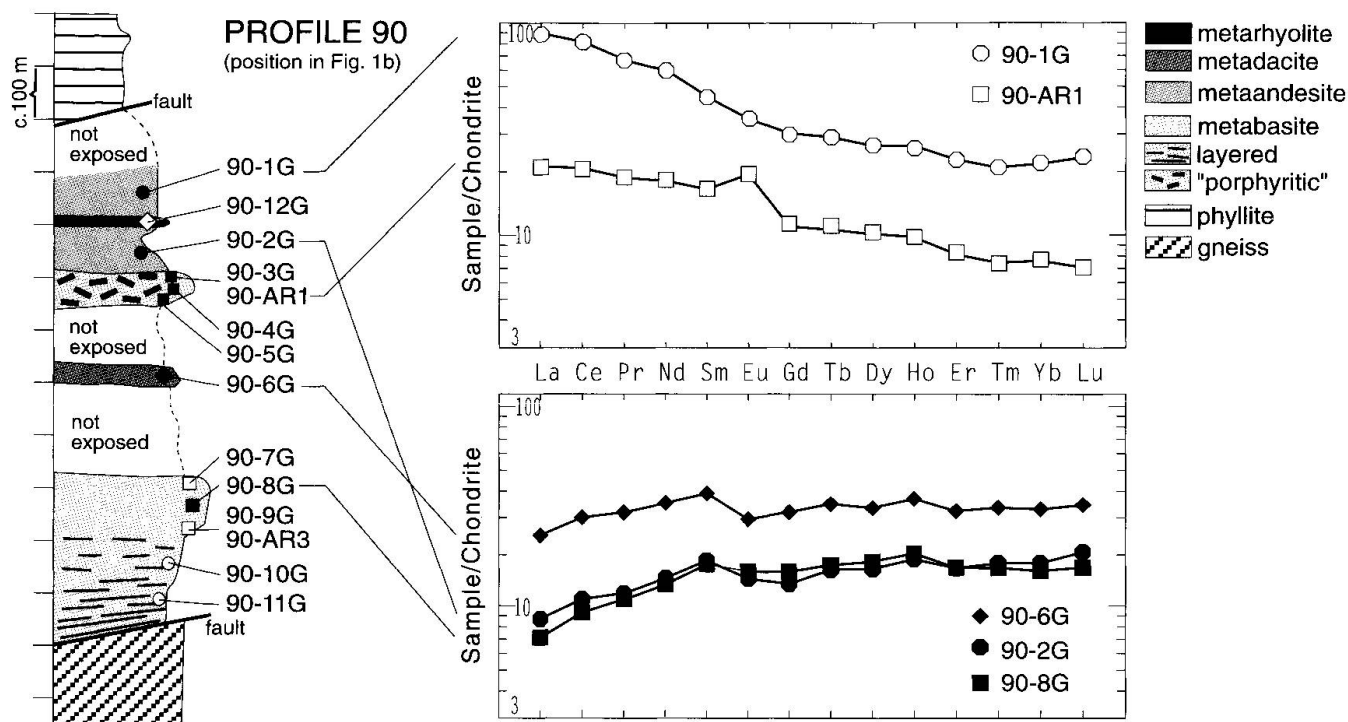 PROFILE 90
(position in Fig. 1b)
c.100 m
fault
not
exposed
90-1G
90-12G
90-2G
90-3G
90-AR1
90-4G
90-5G
not
exposed
90-6G
not
exposed
90-7G
90-8G
90-9G
90-AR3
90-10G
90-11G
fault
100
10
3
Sample/Chondrite
90-1G
90-AR1
La Ce Pr Nd Sm Eu Gd Tb Dy Ho Er Tm Yb Lu
100
10
3
Sample/Chondrite
90-6G
90-2G
90-8G
metarhyolite
metadacite
metaandesite
metabasite
layered
"porphyritic"
phyllite
gneiss